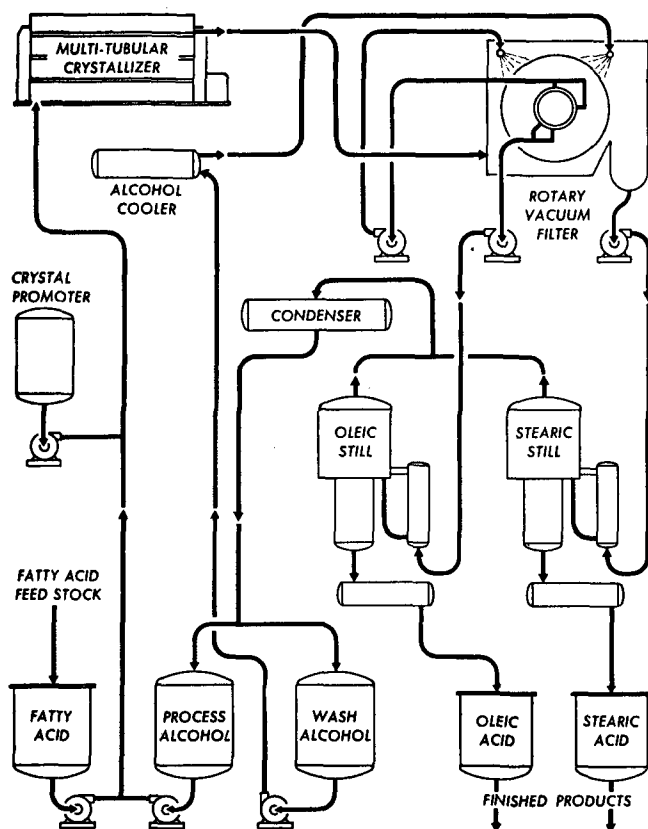 MULTI-TUBULAR
CRYSTALLIZER
ALCOHOL
COOLER
ROTARY
VACUUM
FILTER
CRYSTAL
PROMOTER
CONDENSER
OLEIC
STILL
STEARIC
STILL
FATTY ACID
FEED STOCK
FATTY
ACID
PROCESS
ALCOHOL
WASH
ALCOHOL
OLEIC
ACID
STEARIC
ACID
FINISHED PRODUCTS